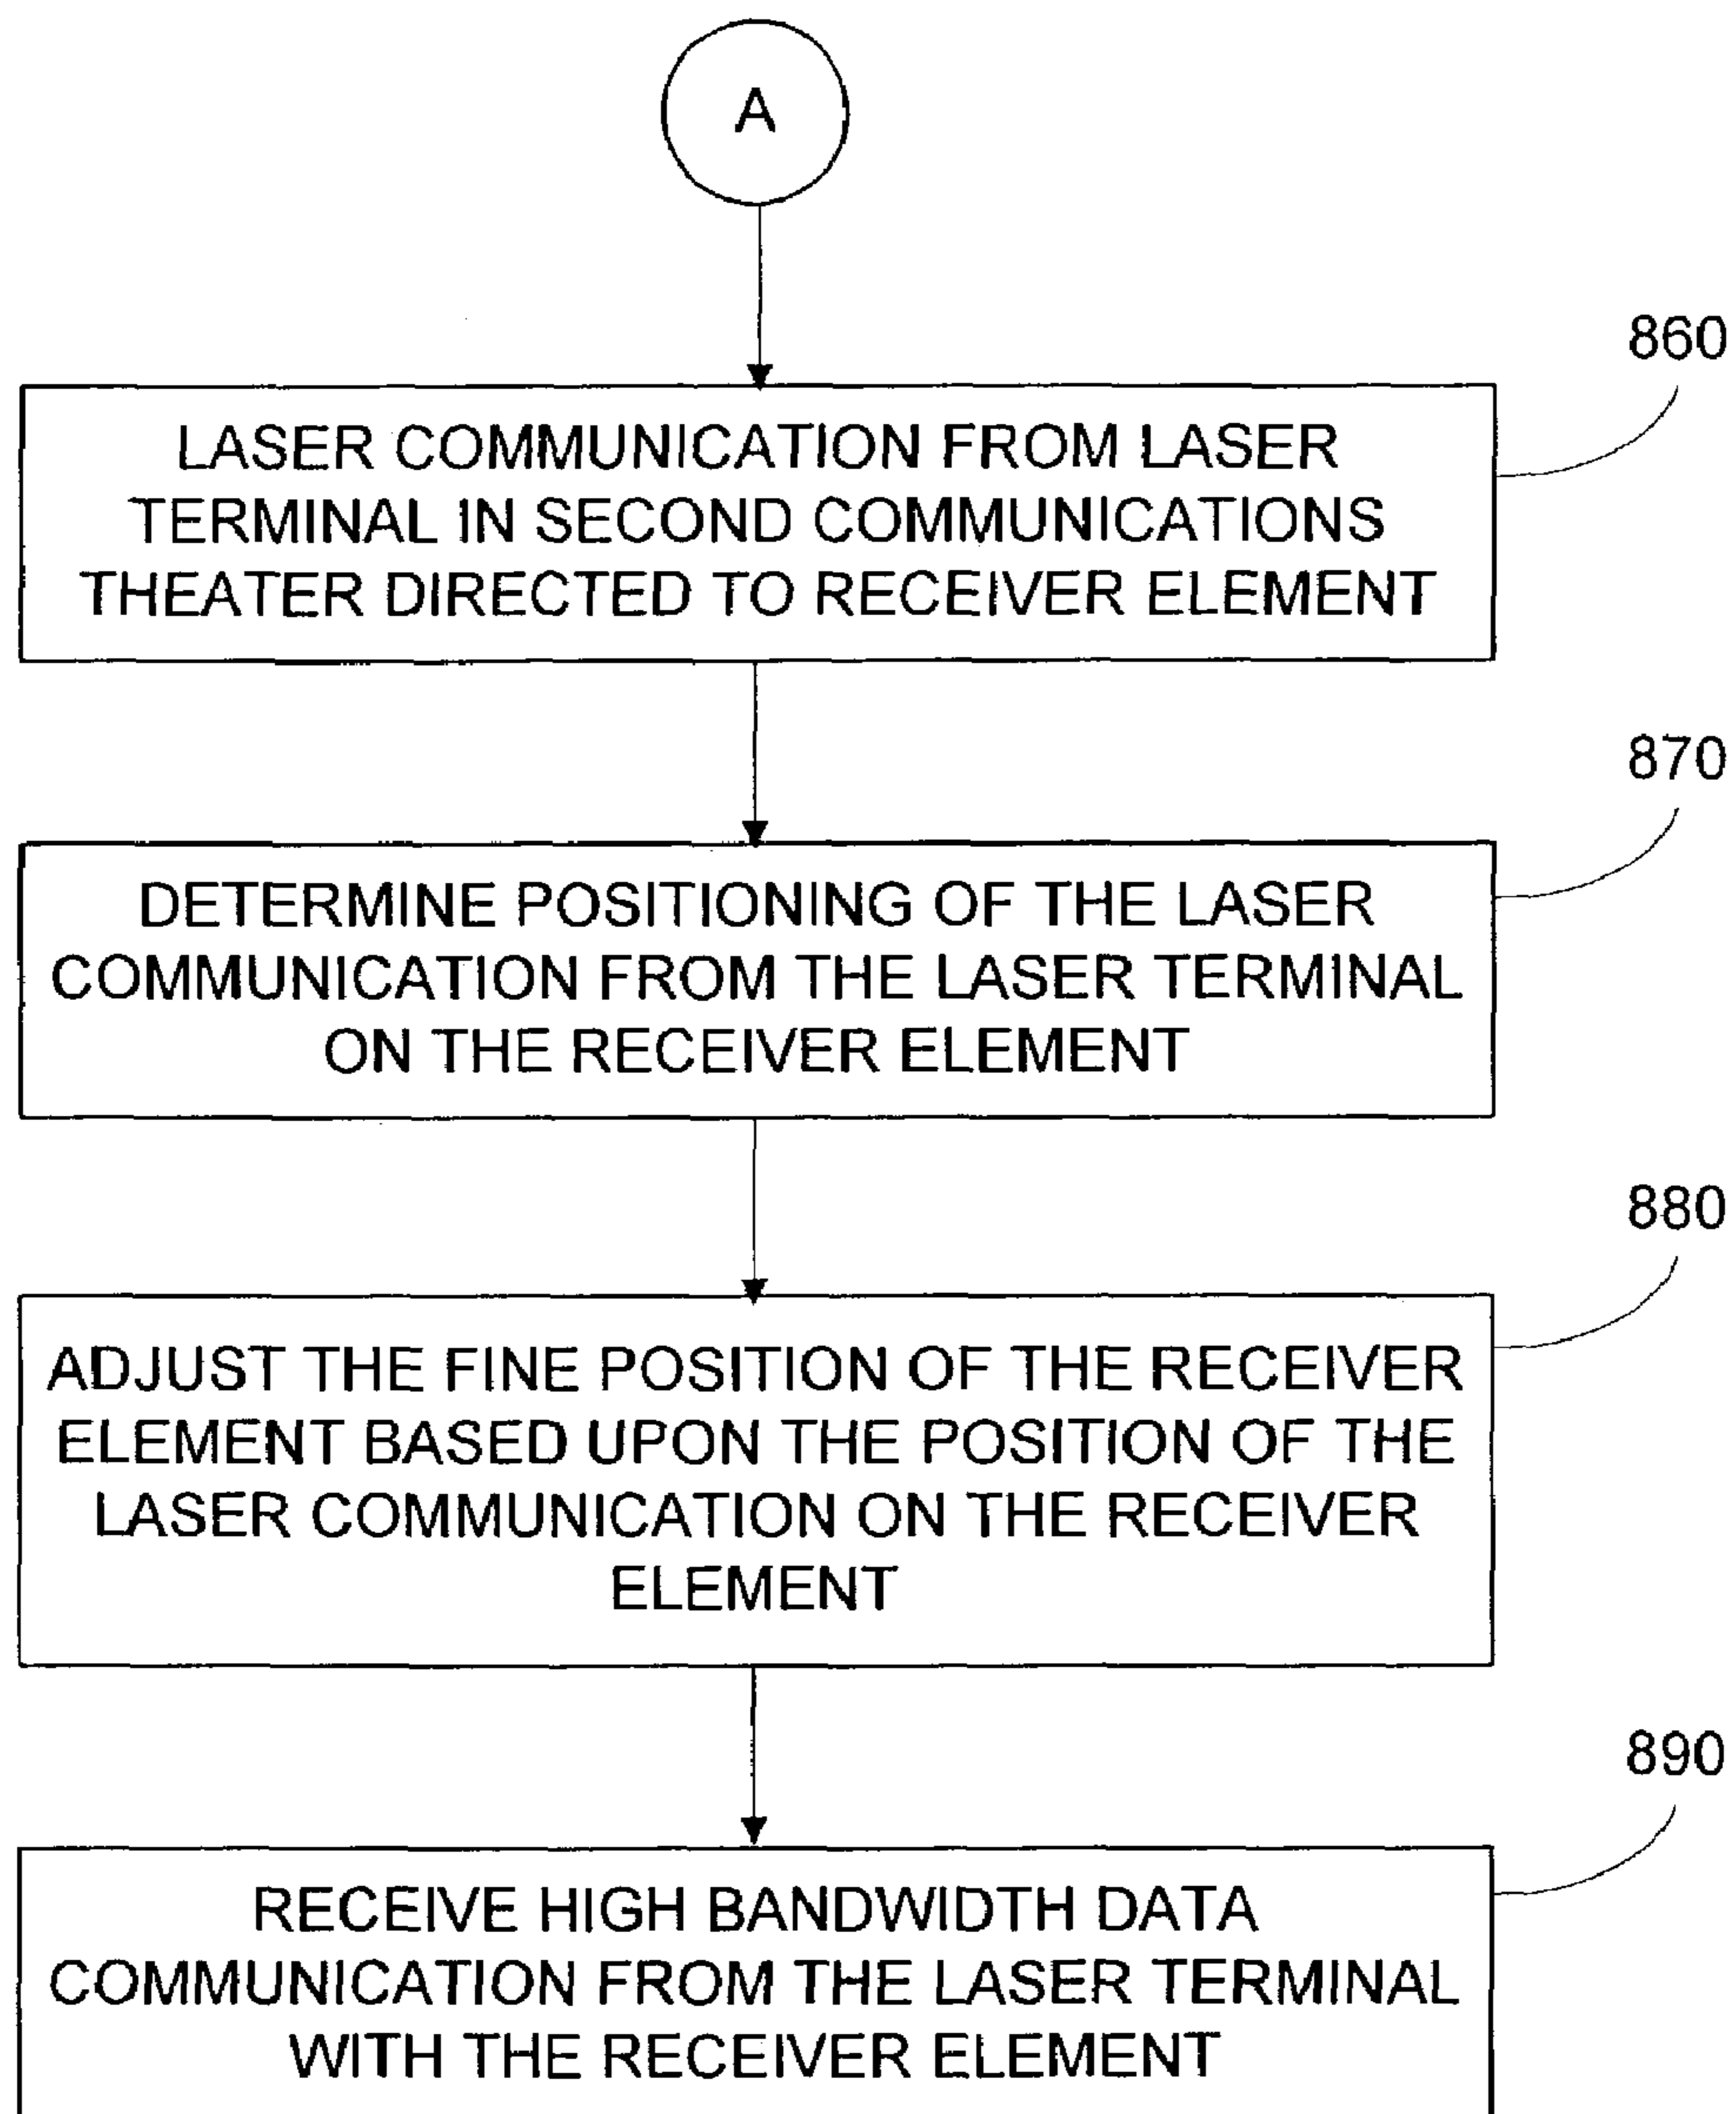 A
860
LASER COMMUNICATION FROM LASER
TERMINAL IN SECOND COMMUNICATIONS
THEATER DIRECTED TO RECEIVER ELEMENT
870
DETERMINE POSITIONING OF THE LASER
COMMUNICATION FROM THE LASER TERMINAL
ON THE RECEIVER ELEMENT
880
ADJUST THE FINE POSITION OF THE RECEIVER
ELEMENT BASED UPON THE POSITION OF THE
LASER COMMUNICATION ON THE RECEIVER
ELEMENT
890
RECEIVE HIGH BANDWIDTH DATA
COMMUNICATION FROM THE LASER TERMINAL
WITH THE RECEIVER ELEMENT